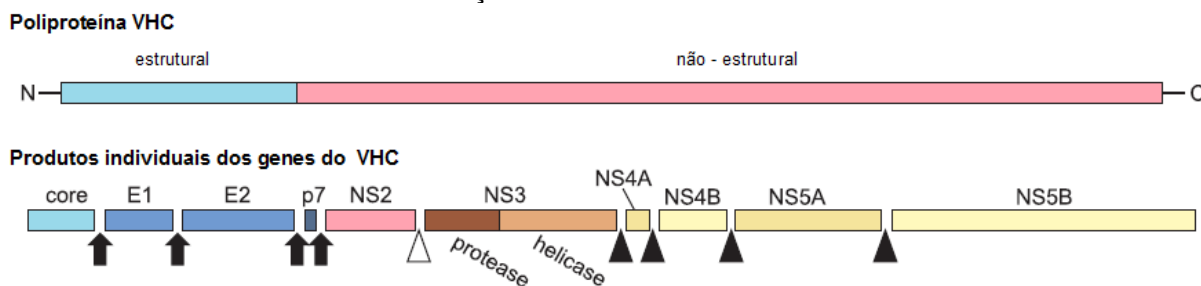 Poliproteína VHC
estrutural
não - estrutural
N
C
Produtos individuais dos genes do VHC
core E1 E2 p7 NS2 NS3 NS4A NS4B NS5A NS5B
protease helicase